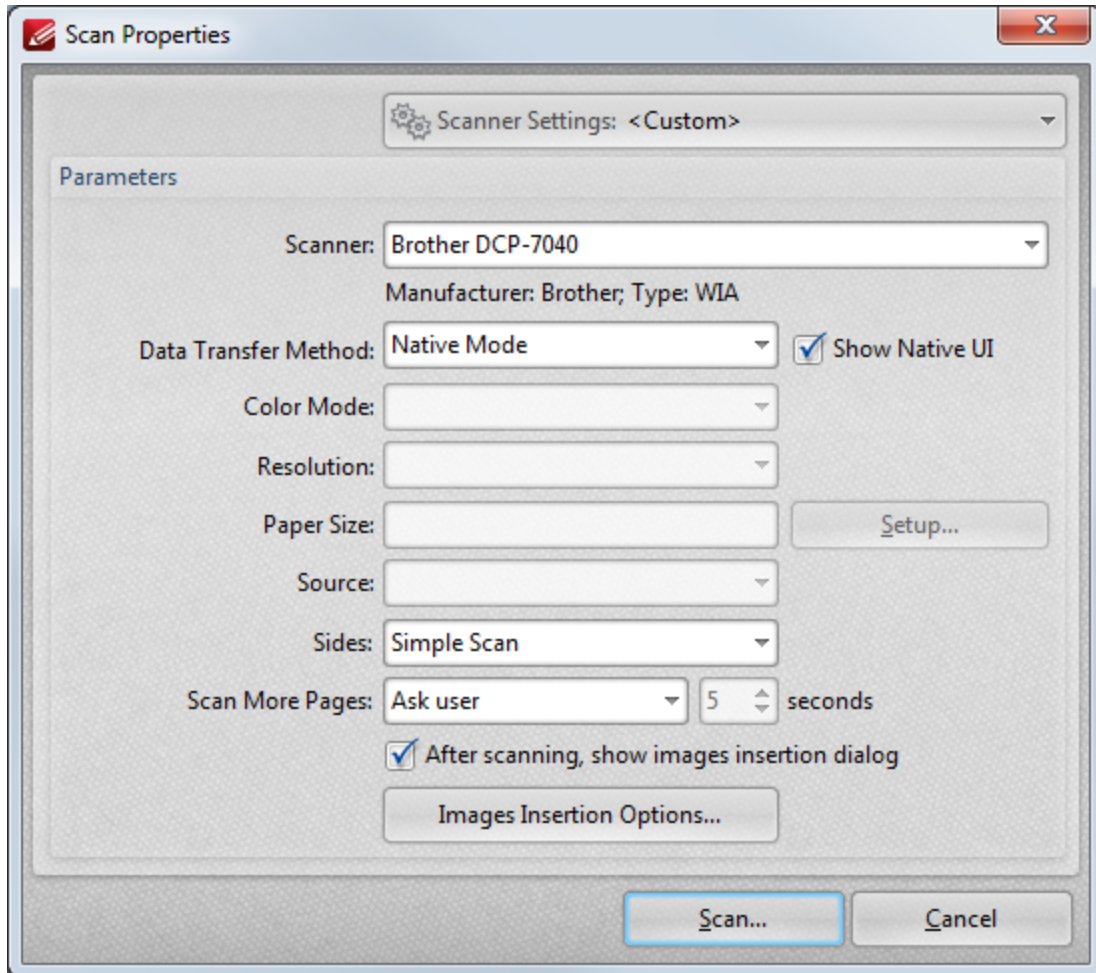 Scan Properties
Scanner Settings: <Custom>
Parameters
Scanner: Brother DCP-7040
Manufacturer: Brother; Type: WIA
Data Transfer Method: Native Mode Show Native UI
Color Mode:
Resolution:
Paper Size: Setup...
Source:
Sides: Simple Scan
Scan More Pages: Ask user 5 seconds
After scanning, show images insertion dialog
Images Insertion Options...
Scan... Cancel